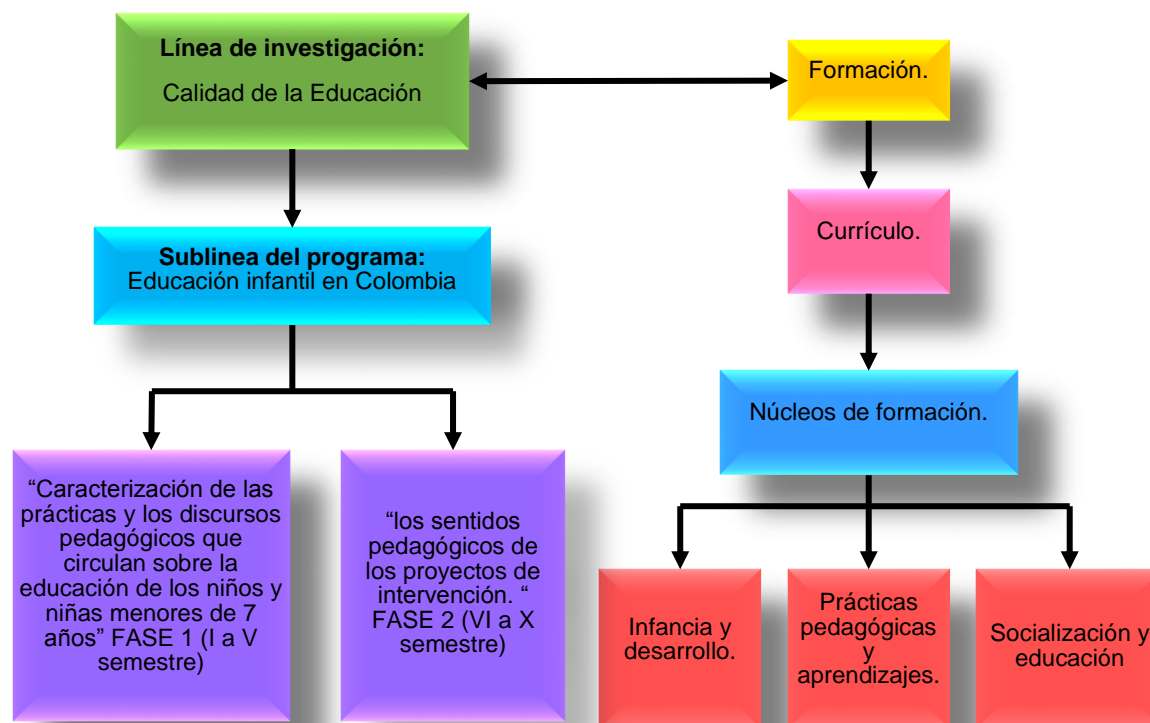 Línea de investigación:
Calidad de la Educación
Formación.
Currículo.
Sublinea del programa:
Educación infantil en Colombia
Núcleos de formación.
“Caracterización de las
prácticas y los discursos
pedagógicos que
circulan sobre la
educación de los niños y
niñas menores de 7
años” FASE 1 (I a V
semestre)
“los sentidos
pedagógicos de
los proyectos de
intervención. “
FASE 2 (VI a X
semestre)
Infancia y
desarrollo.
Prácticas
pedagógicas
y
aprendizajes.
Socialización y
educación